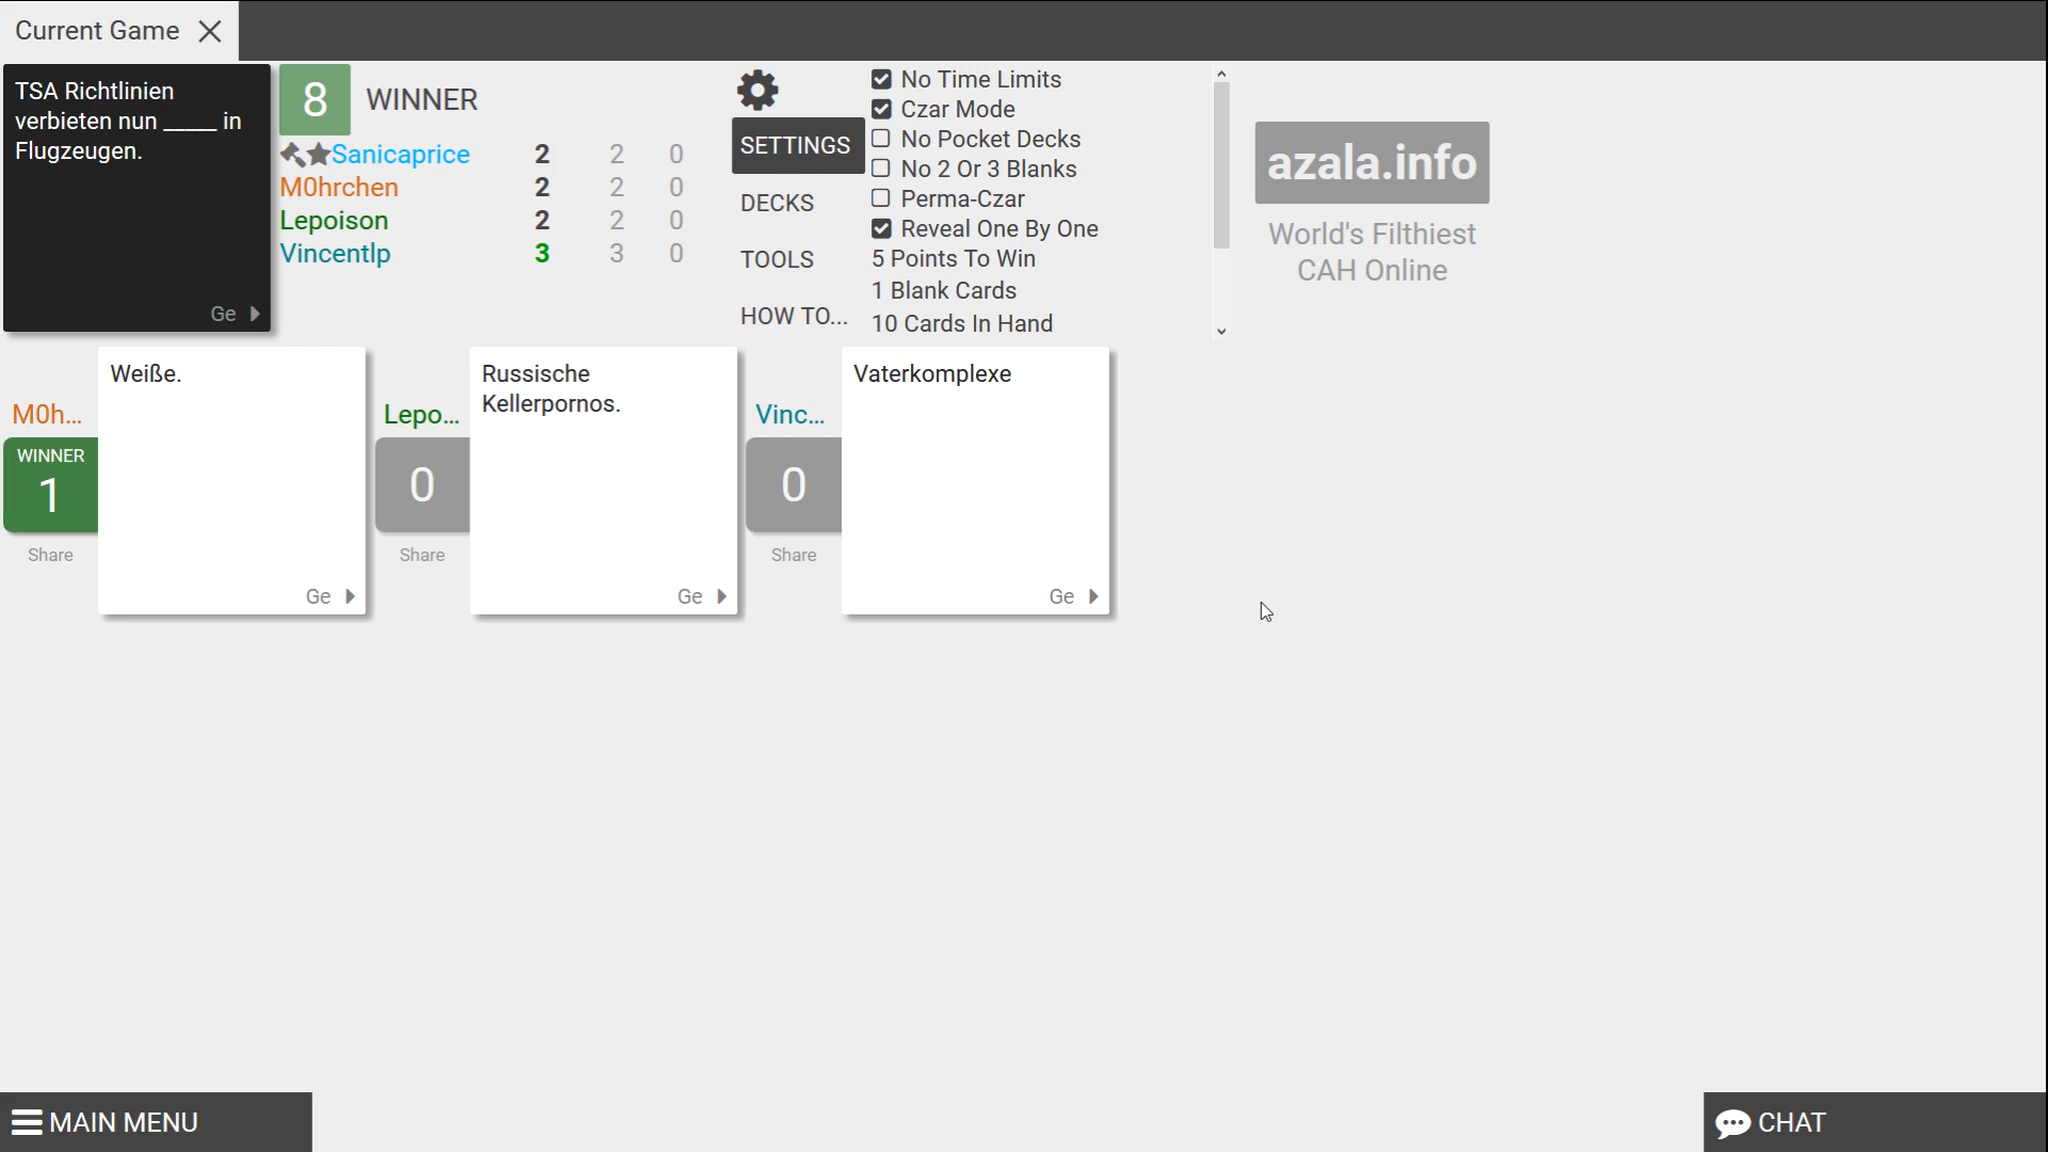 Current Game
TSA Richtlinien
verbieten nun _____ in
Flugzeugen.
Ge
8 WINNER
Sanicaprice 2 2 0
M0hrchen 2 2 0
Lepoison 2 2 0
Vincentlp 3 3 0
SETTINGS
DECKS
TOOLS
HOW TO...
No Time Limits
Czar Mode
No Pocket Decks
No 2 Or 3 Blanks
Perma-Czar
Reveal One By One
5 Points To Win
1 Blank Cards
10 Cards In Hand
azala.info
World's Filthiest
CAH Online
M0h...
WINNER
1
Share
Weiße.
Ge
Lepo...
0
Share
Russische
Kellerpornos.
Ge
Vinc...
0
Share
Vaterkomplexe
Ge
MAIN MENU
CHAT